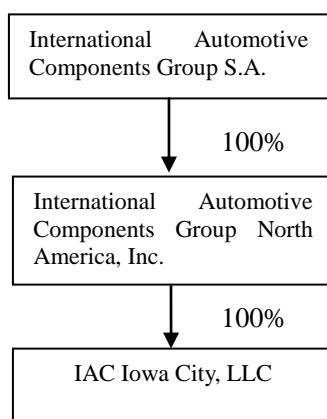 International Automotive
Components Group S.A.
100%
International Automotive
Components Group North
America, Inc.
100%
IAC Iowa City, LLC